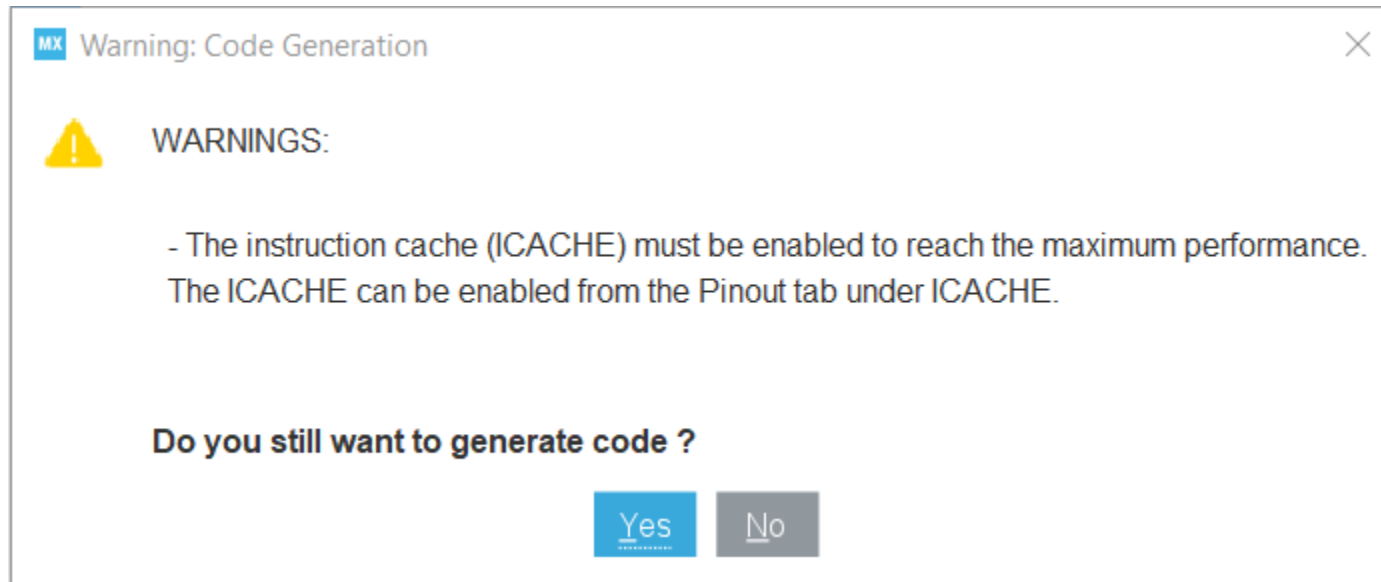 MX Warning: Code Generation
WARNINGS:
- The instruction cache (ICACHE) must be enabled to reach the maximum performance.
The ICACHE can be enabled from the Pinout tab under ICACHE.
Do you still want to generate code ?
Yes No